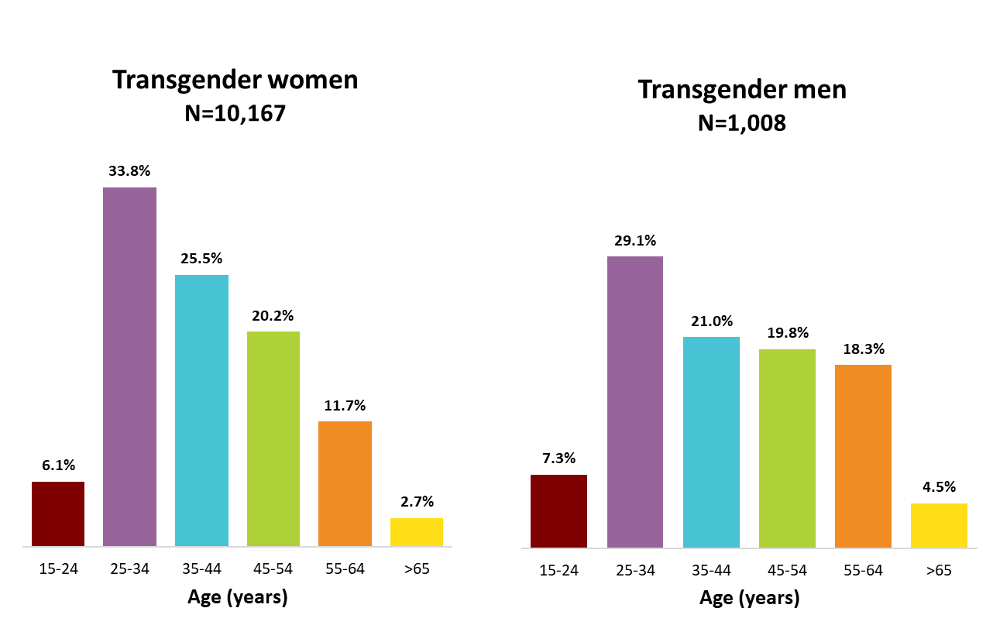 Transgender women
N=10,167
33.8%
25.5%
20.2%
11.7%
6.1%
2.7%
15-24 25-34 35-44 45-54 55-64 >65
Age (years)
Transgender men
N=1,008
29.1%
21.0%
19.8%
18.3%
7.3%
4.5%
15-24 25-34 35-44 45-54 55-64 >65
Age (years)